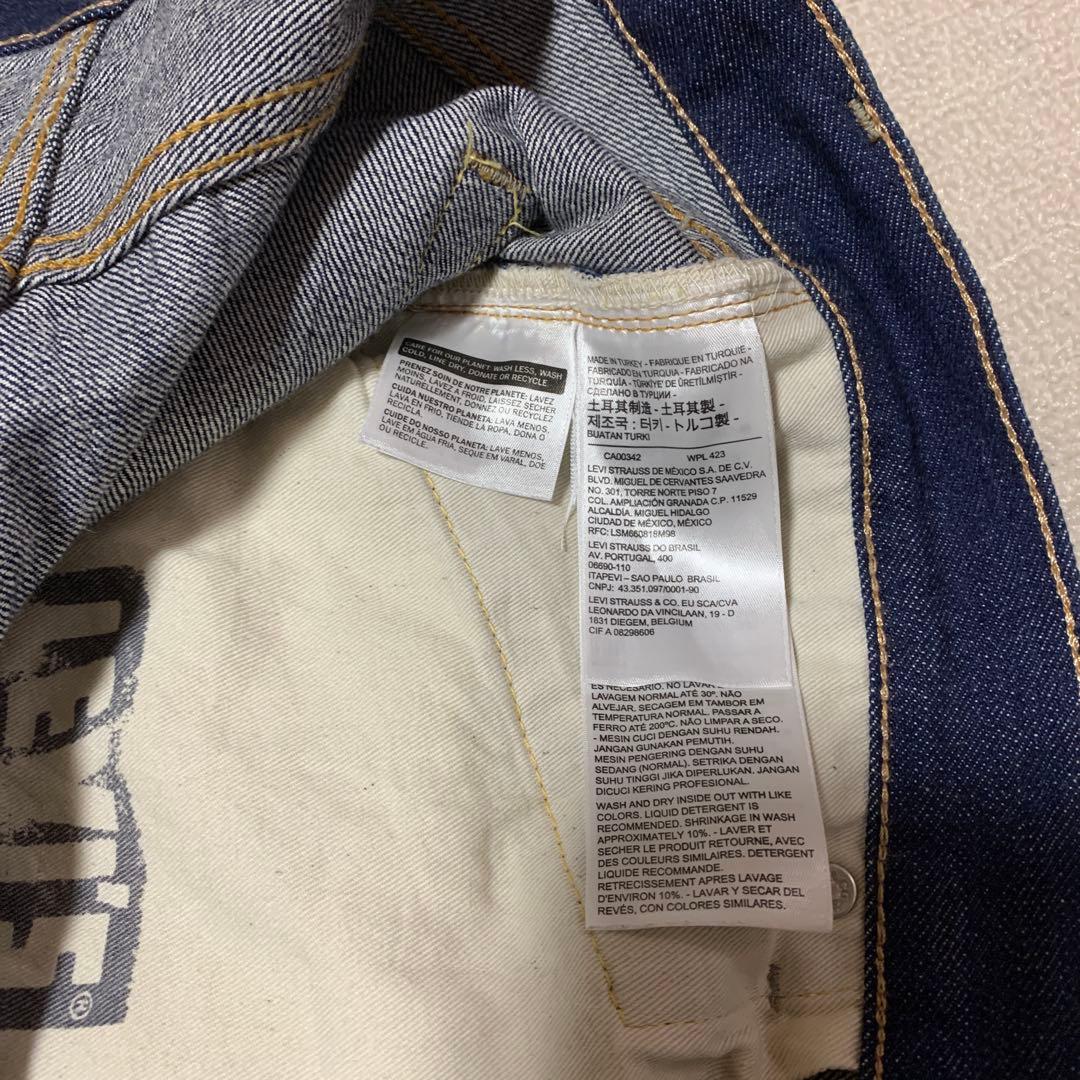 CARE FOR OUR PLANET: WASH LESS, WASH
COLD, LINE DRY, DONATE OR RECYCLE
PRENEZ SOIN DE NOTRE PLANETE: LAVEZ
MOINS, LAVEZ A FROID, LAISSEZ SECHER
NATURELLEMENT, DONNEZ OU RECYCLEZ
CUIDA NUESTRO PLANETA: LAVA MENOS,
LAVA EN FRIO, TIENDE LA ROPA, DONA O
RECICLA.
CUIDE DO NOSSO PLANETA: LAVE MENOS,
LAVE EM ÁGUA FRIA, SEQUE EM VARAL, DOE
OU RECICLE.
MADE IN TURKEY - FABRIQUE EN TURQUIE -
FABRICADO EN TURQUIA - FABRICADO NA
TURQUÍA - TÜRKİYE' DE ÜRETİLMİŞTİR -
СДЕЛАНО В ТУРЦИИ -
土耳其制造 - 土耳其製 -
제조국 : 터키 - トルコ製 -
BUATAN TURKI
CA00342 WPL 423
LEVI STRAUSS DE MÉXICO S.A. DE C.V.
BLVD. MIGUEL DE CERVANTES SAAVEDRA
NO. 301, TORRE NORTE PISO 7
COL. AMPLIACIÓN GRANADA C.P. 11529
ALCALDÍA. MIGUEL HIDALGO
CIUDAD DE MÉXICO, MÉXICO
RFC: LSM660818M98
LEVI STRAUSS DO BRASIL
AV. PORTUGAL, 400
06690-110
ITAPEVI – SAO PAULO BRASIL
CNPJ: 43.351.097/0001-90
LEVI STRAUSS & CO. EU SCA/CVA
LEONARDO DA VINCILAAN, 19 - D
1831 DIEGEM, BELGIUM
CIF A 08298606
ES NECESARIO. NO LAVAR
LAVAGEM NORMAL ATÉ 30º. NÃO
ALVEJAR. SECAGEM EM TAMBOR EM
TEMPERATURA NORMAL. PASSAR A
FERRO ATÉ 200ºC. NÃO LIMPAR A SECO.
- MESIN CUCI DENGAN SUHU RENDAH.
JANGAN GUNAKAN PEMUTIH.
MESIN PENGERING DENGAN SUHU
SEDANG (NORMAL). SETRIKA DENGAN
SUHU TINGGI JIKA DIPERLUKAN. JANGAN
DICUCI KERING PROFESIONAL.
WASH AND DRY INSIDE OUT WITH LIKE
COLORS. LIQUID DETERGENT IS
RECOMMENDED. SHRINKAGE IN WASH
APPROXIMATELY 10%. - LAVER ET
SECHER LE PRODUIT RETOURNE, AVEC
DES COULEURS SIMILAIRES. DETERGENT
LIQUIDE RECOMMANDE.
RETRECISSEMENT APRES LAVAGE
D'ENVIRON 10%. - LAVAR Y SECAR DEL
REVÉS, CON COLORES SIMILARES.